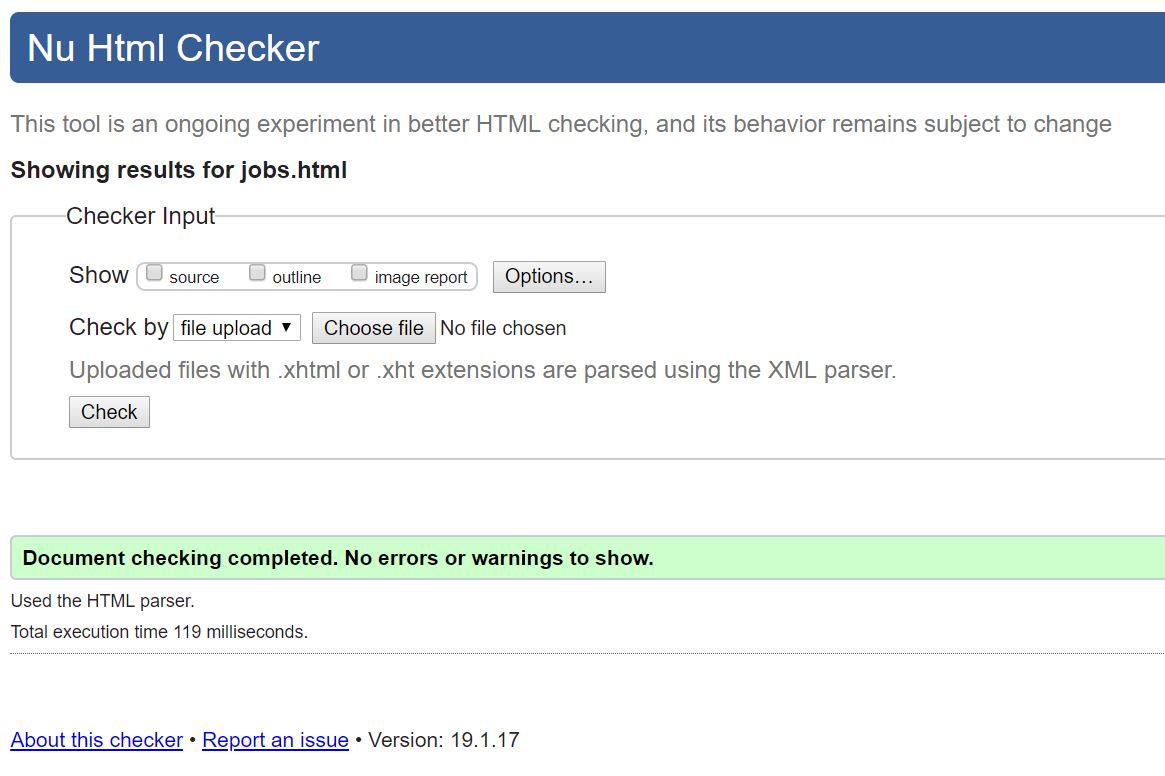 Nu Html Checker
This tool is an ongoing experiment in better HTML checking, and its behavior remains subject to change
Showing results for jobs.html
Checker Input
Show source outline image report Options...
Check by file upload ▼ Choose file No file chosen
Uploaded files with .xhtml or .xht extensions are parsed using the XML parser.
Check
Document checking completed. No errors or warnings to show.
Used the HTML parser.
Total execution time 119 milliseconds.
About this checker • Report an issue • Version: 19.1.17